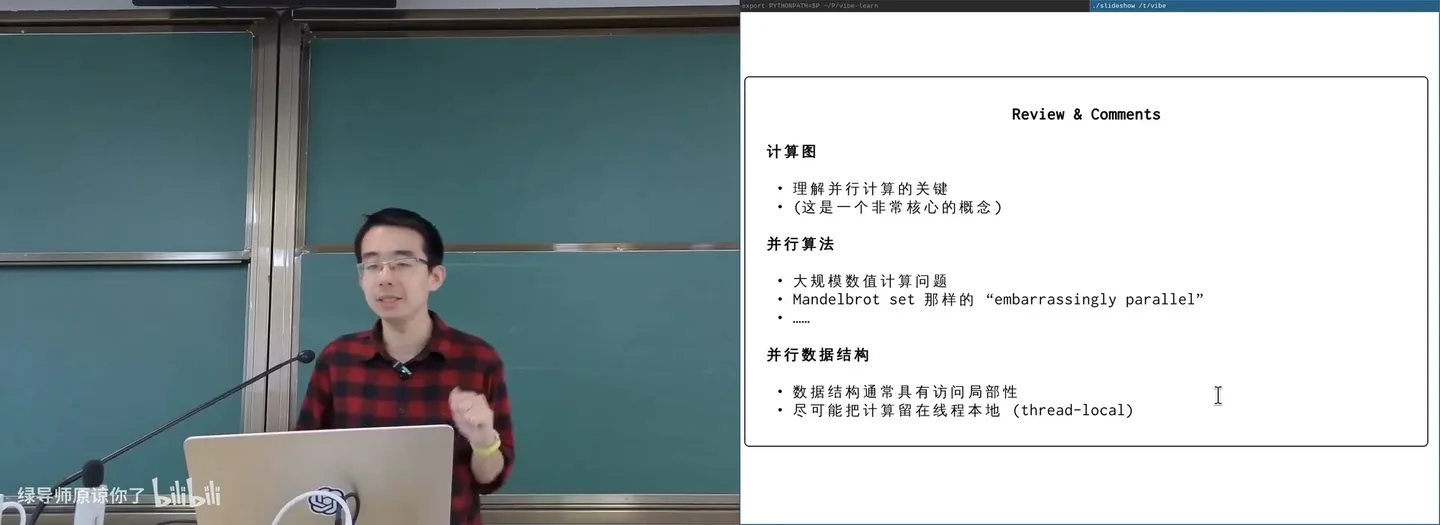 export PYTHONPATH=$P ~/P/vibe-learn
./slideshow /t/vibe
Review & Comments
计算图
• 理解并行计算的关键
• (这是一个非常核心的概念)
并行算法
• 大规模数值计算问题
• Mandelbrot set 那样的 “embarrassingly parallel”
• ……
并行数据结构
• 数据结构通常具有访问局部性
• 尽可能把计算留在线程本地 (thread-local)
绿导师原谅你了 bilibili